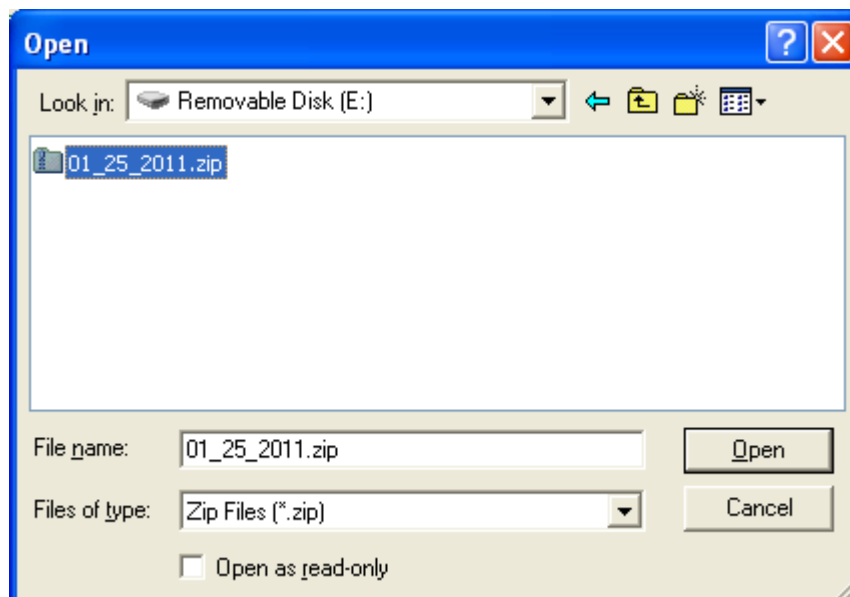 Open
Look in: Removable Disk (E:)
01_25_2011.zip
File name: 01_25_2011.zip Open
Files of type: Zip Files (*.zip) Cancel
Open as read-only